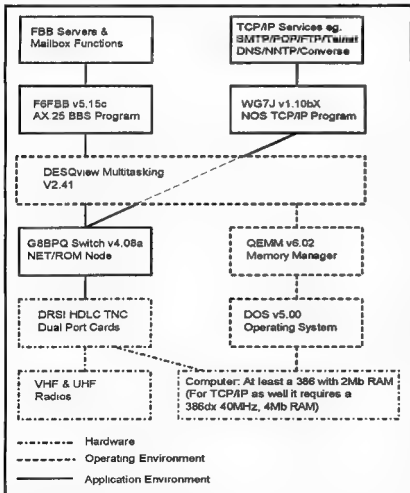 FBB Servers &
Mailbox Functions
TCP/IP Services eg.
SMTP/POP/FTP/Telnet
DNS/NNTP/Converse
F6FBB v5.15c
AX.25 BBS Program
WG7J v1.10bX
NOS TCP/IP Program
DESQview Multitasking
V2.41
G8BPQ Switch v4.08a
NET/ROM Node
QEMM v6.02
Memory Manager
DRSI HDLC TNC
Dual Port Cards
DOS v5.00
Operating System
VHF & UHF
Radios
Computer: At least a 386 with 2Mb RAM
(For TCP/IP as well it requires a
386dx 40MHz, 4Mb RAM)
Hardware
Operating Environment
Application Environment